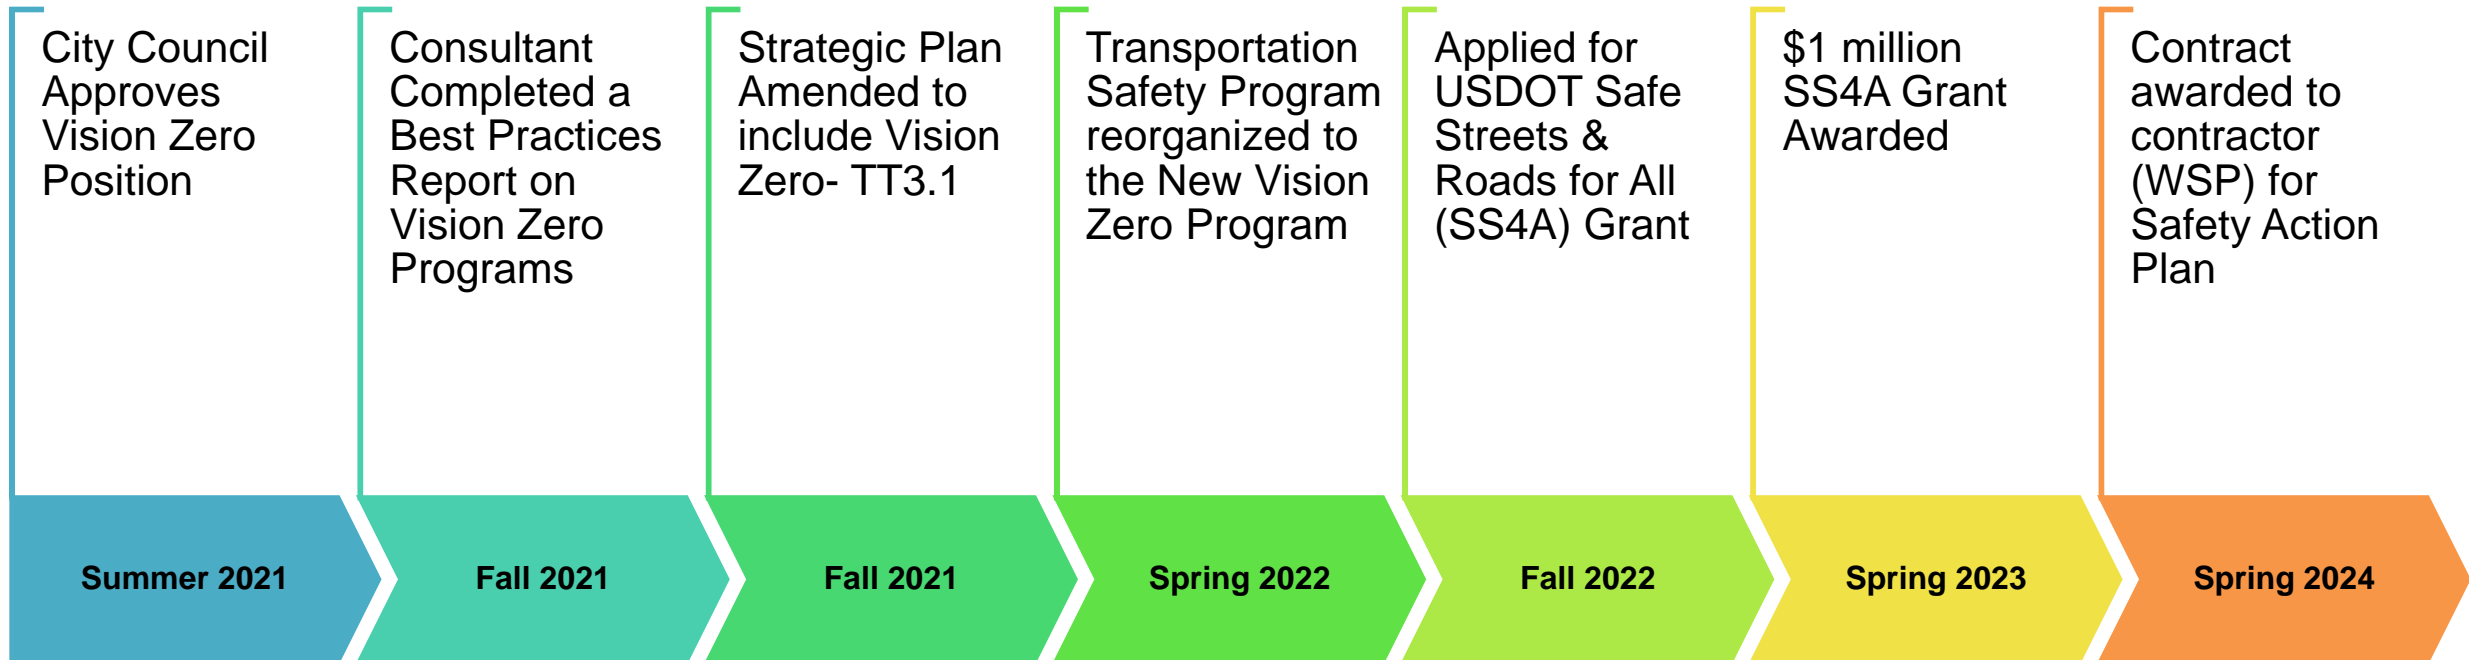 City Council
Approves
Vision Zero
Position
Consultant
Completed a
Best Practices
Report on
Vision Zero
Programs
Strategic Plan
Amended to
include Vision
Zero- TT3.1
Transportation
Safety Program
reorganized to
the New Vision
Zero Program
Applied for
USDOT Safe
Streets &
Roads for All
(SS4A) Grant
$1 million
SS4A Grant
Awarded
Contract
awarded to
contractor
(WSP) for
Safety Action
Plan
Summer 2021
Fall 2021
Fall 2021
Spring 2022
Fall 2022
Spring 2023
Spring 2024